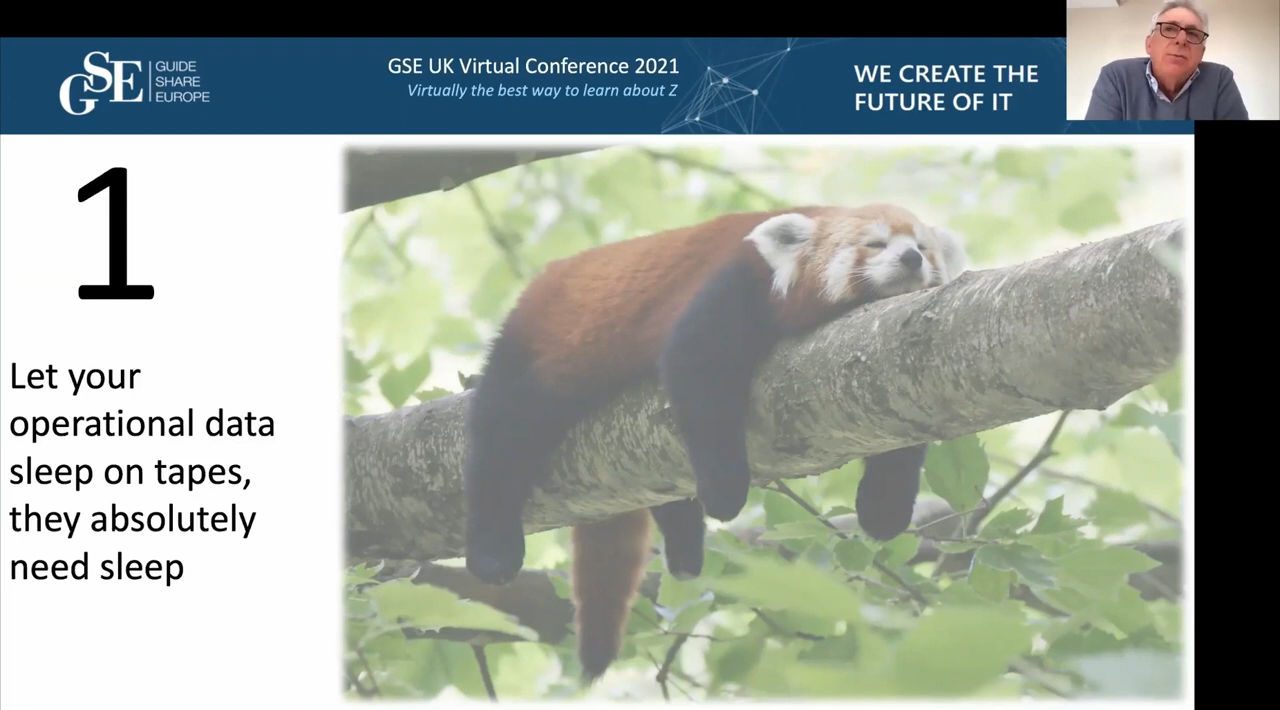 GSE
GUIDE
SHARE
EUROPE
GSE UK Virtual Conference 2021
Virtually the best way to learn about Z
WE CREATE THE
FUTURE OF IT
1
Let your
operational data
sleep on tapes,
they absolutely
need sleep